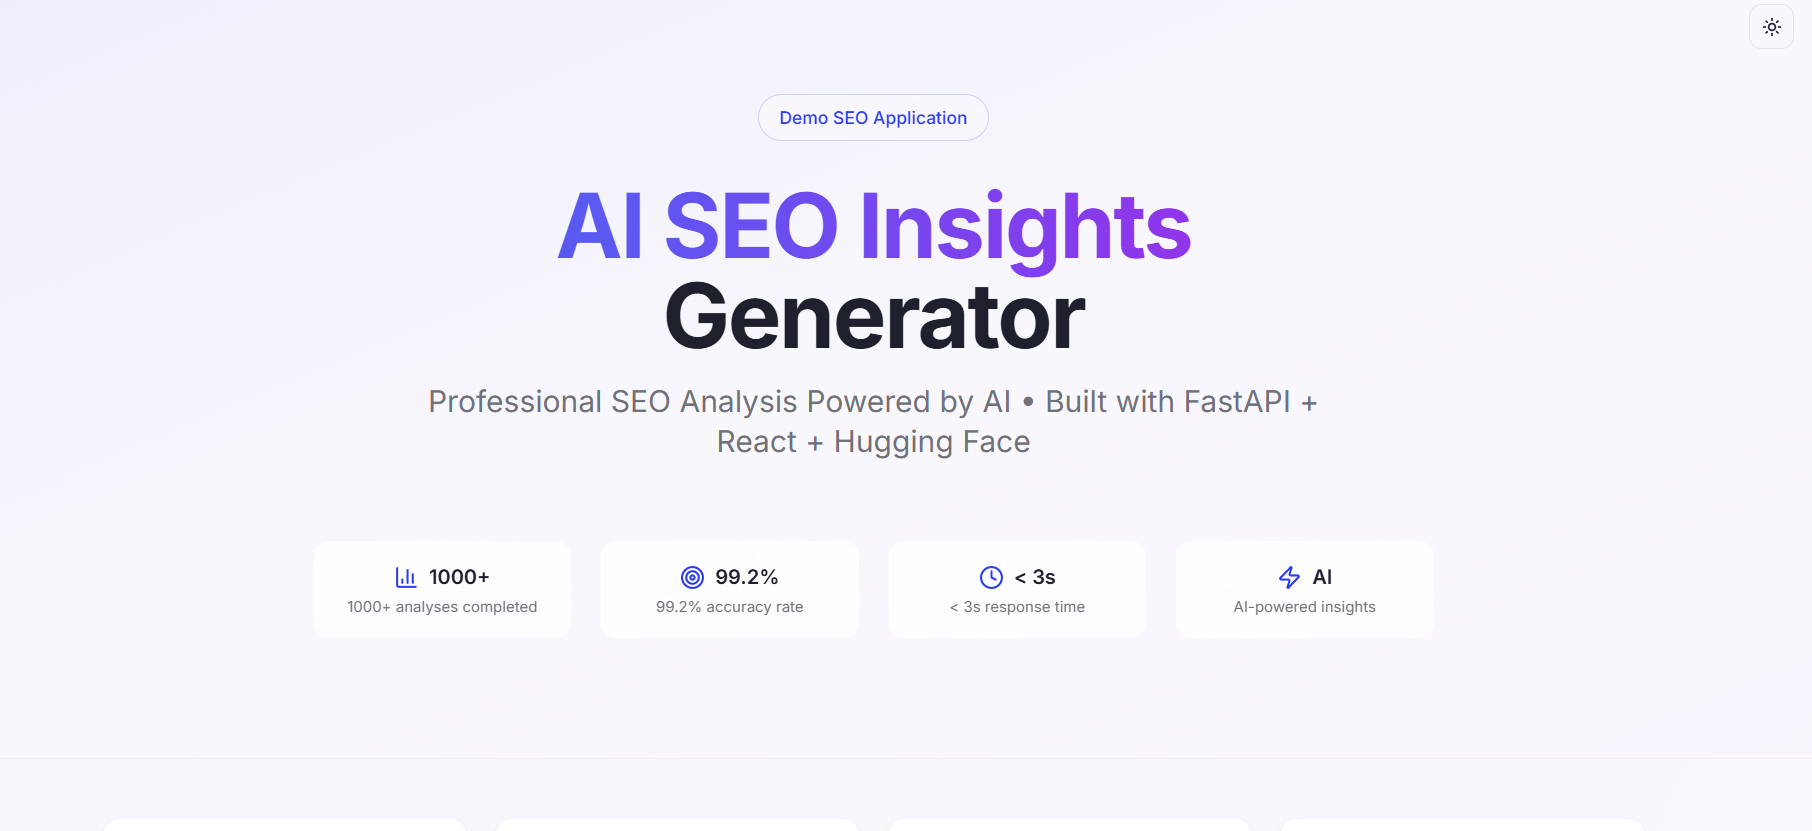 Demo SEO Application
AI SEO Insights
Generator
Professional SEO Analysis Powered by AI • Built with FastAPI +
React + Hugging Face
1000+
1000+ analyses completed
99.2%
99.2% accuracy rate
< 3s
< 3s response time
AI
AI-powered insights